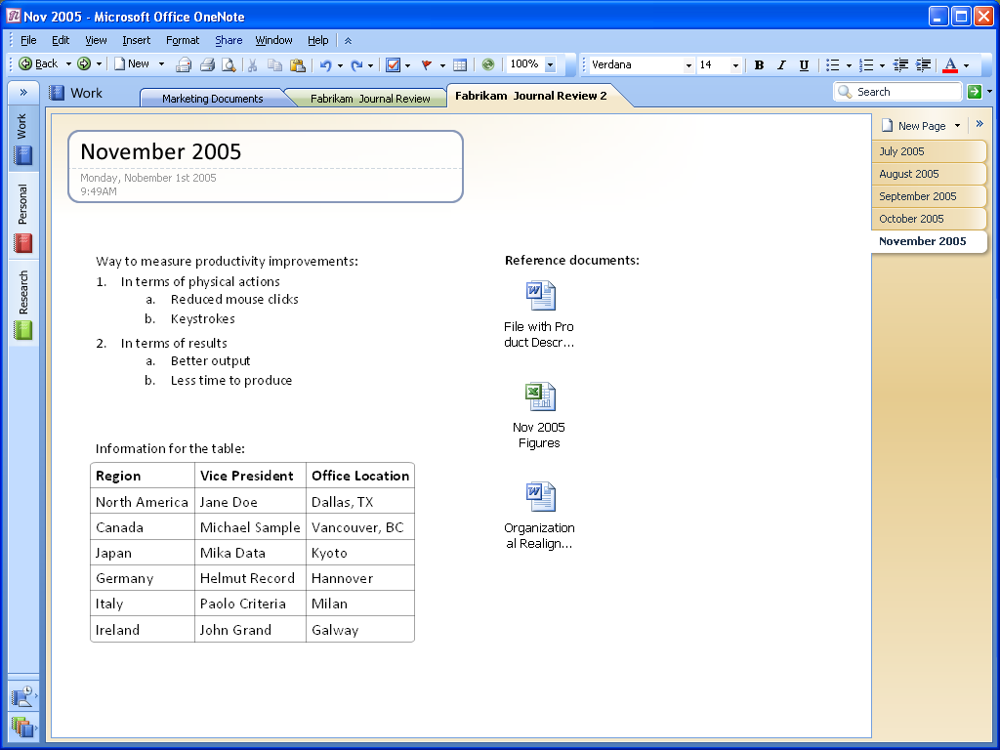 Nov 2005 - Microsoft Office OneNote
File Edit View Insert Format Share Window Help
Back New 100% Verdana 14 B I U A
Work Marketing Documents Fabrikam Journal Review Fabrikam Journal Review 2 Search
Work
Personal
Research
November 2005
Monday, Nobember 1st 2005
9:49AM
Way to measure productivity improvements:
1. In terms of physical actions
a. Reduced mouse clicks
b. Keystrokes
2. In terms of results
a. Better output
b. Less time to produce
Reference documents:
File with Pro
duct Descr...
Nov 2005
Figures
Organization
al Realign...
Information for the table:
Region Vice President Office Location
North America Jane Doe Dallas, TX
Canada Michael Sample Vancouver, BC
Japan Mika Data Kyoto
Germany Helmut Record Hannover
Italy Paolo Criteria Milan
Ireland John Grand Galway
New Page
July 2005
August 2005
September 2005
October 2005
November 2005